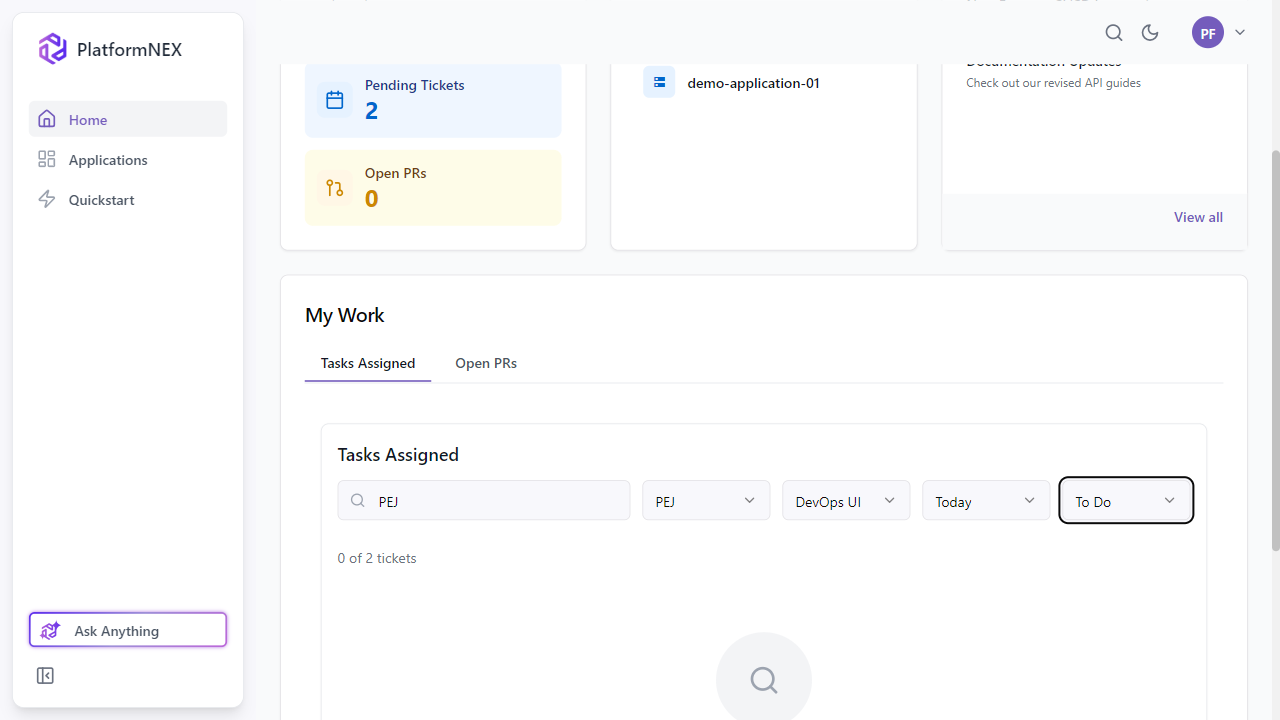 PlatformNEX
PF
Home
Applications
Quickstart
Ask Anything
Pending Tickets
2
Open PRs
0
demo-application-01
Documentation Updates
Check out our revised API guides
View all
My Work
Tasks Assigned
Open PRs
Tasks Assigned
PEJ
PEJ
DevOps UI
Today
To Do
0 of 2 tickets